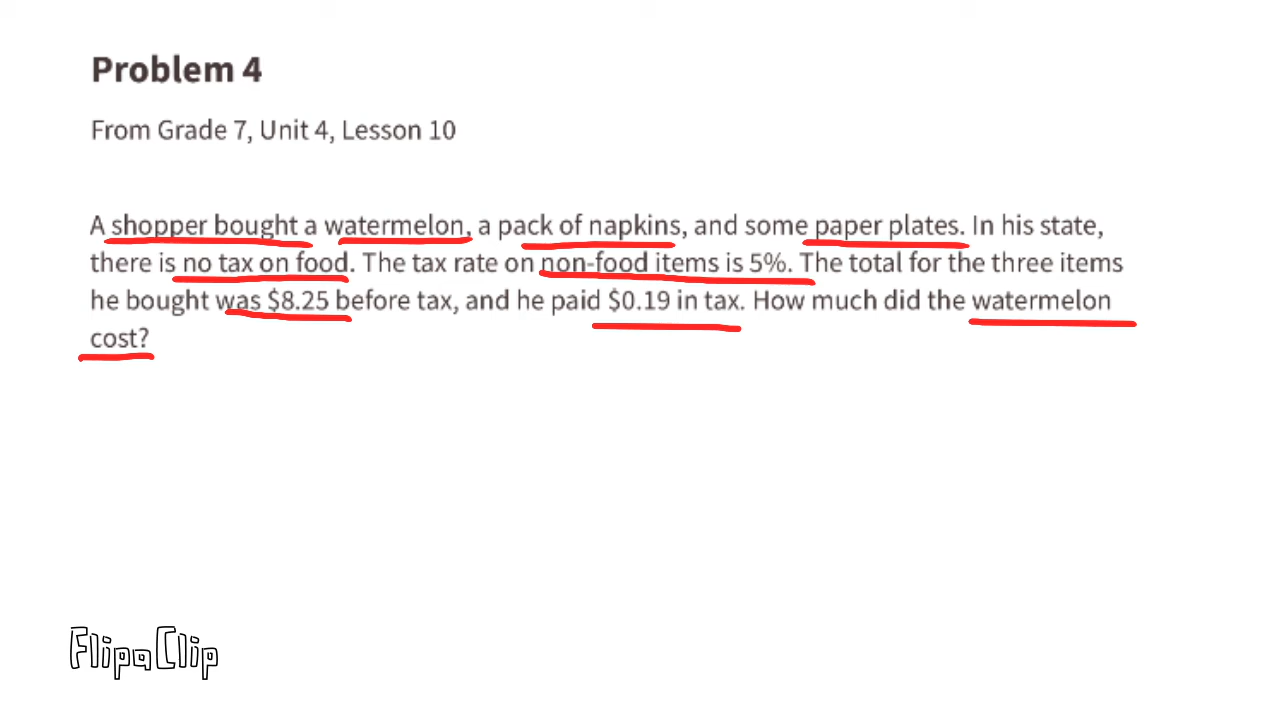 Problem 4
From Grade 7, Unit 4, Lesson 10
A shopper bought a watermelon, a pack of napkins, and some paper plates. In his state,
there is no tax on food. The tax rate on non-food items is 5%. The total for the three items
he bought was $8.25 before tax, and he paid $0.19 in tax. How much did the watermelon
cost?
FlipaClip